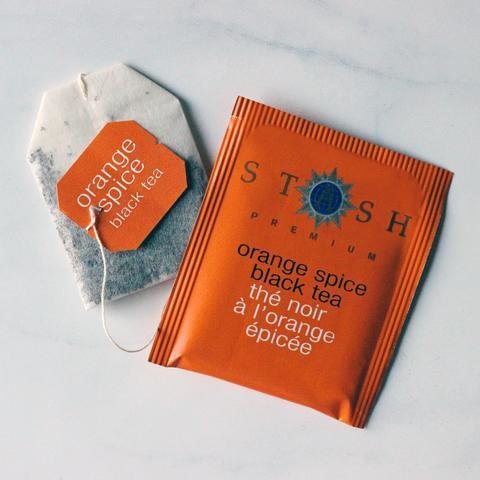 orange
spice
black tea
STASH
PREMIUM
orange spice
black tea
thé noir
à l'orange
épicée